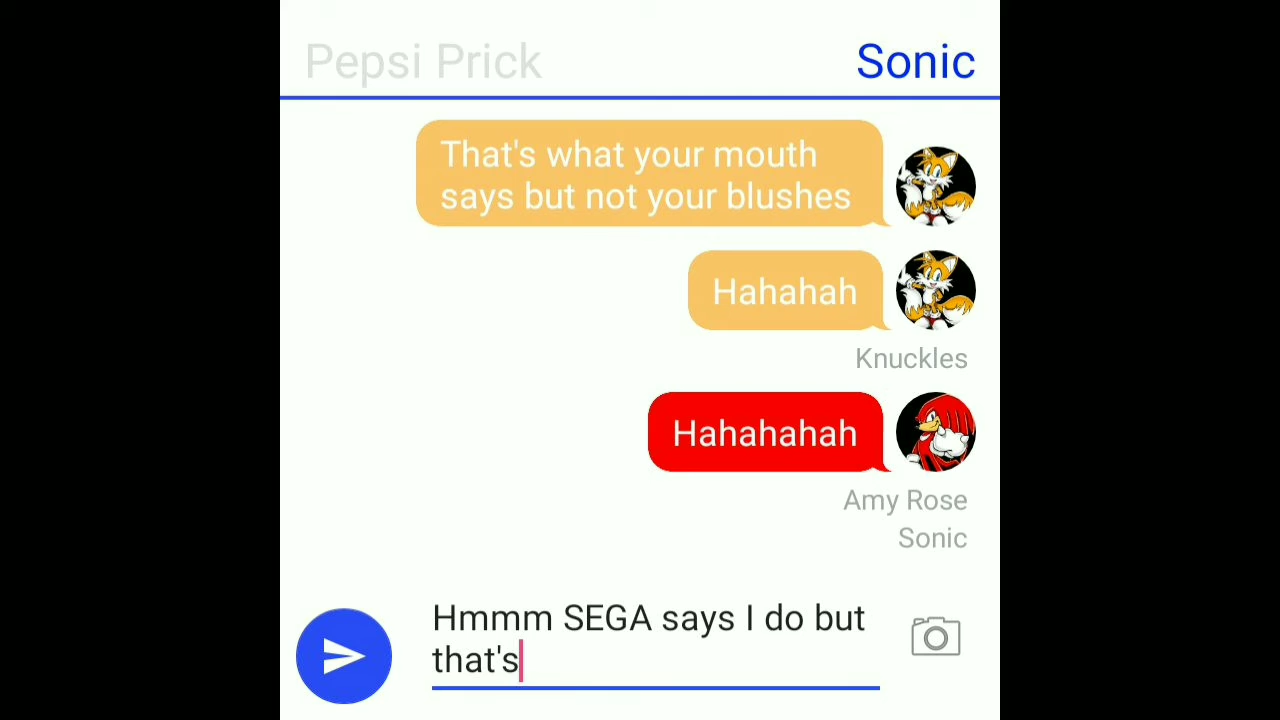 Pepsi Prick
Sonic
That's what your mouth
says but not your blushes
Hahahah
Knuckles
Hahahahah
Amy Rose
Sonic
Hmmm SEGA says I do but
that's